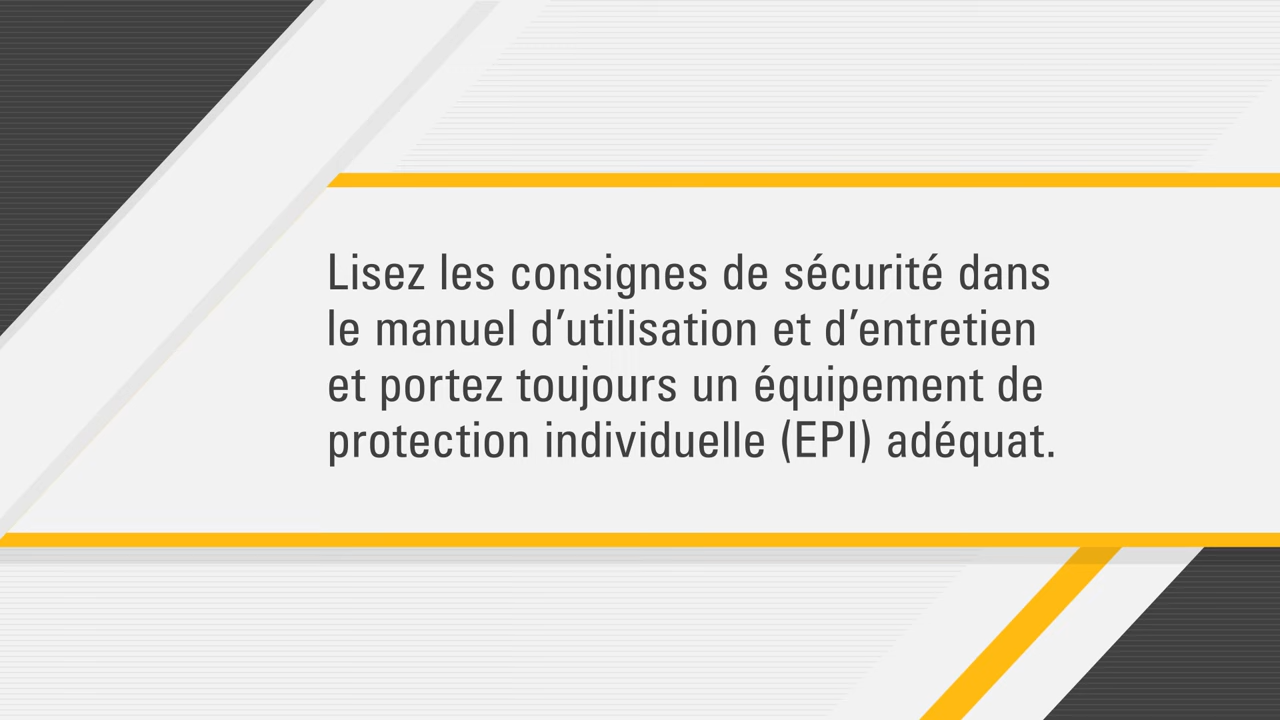 Lisez les consignes de sécurité dans
le manuel d’utilisation et d’entretien
et portez toujours un équipement de
protection individuelle (EPI) adéquat.